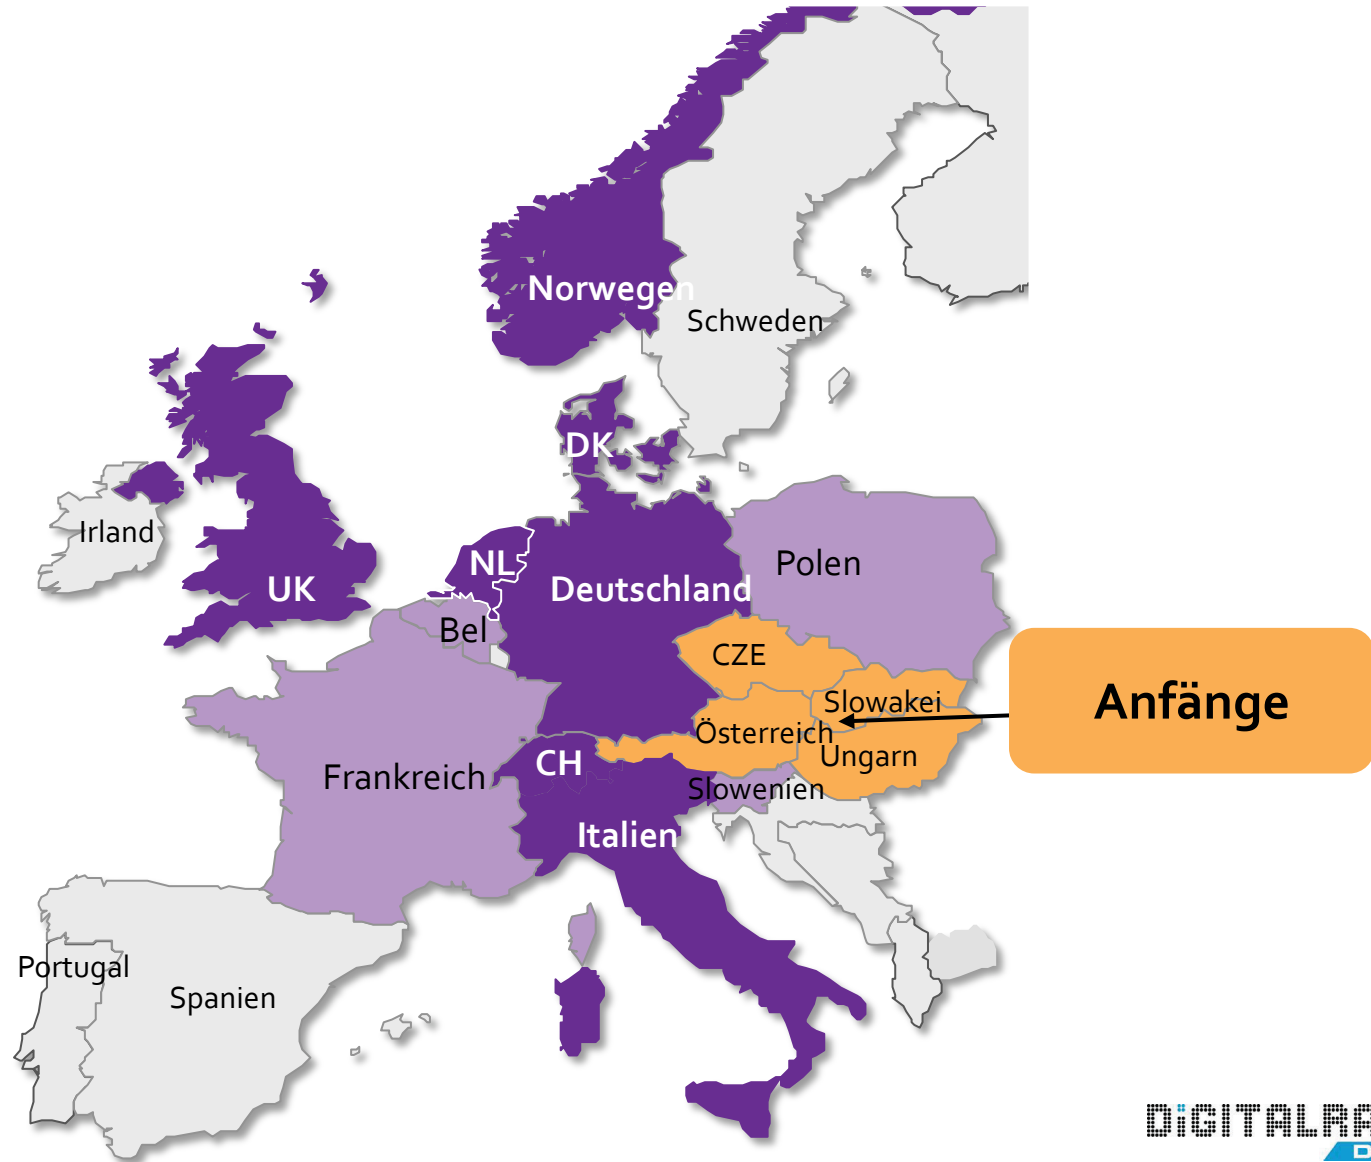 Norwegen
Schweden
DK
Irland
UK
NL
Deutschland
Polen
Bel
CZE
Slowakei
Österreich
Ungarn
Anfänge
CH
Frankreich
Slowenien
Italien
Portugal
Spanien
DiGITALRA
D